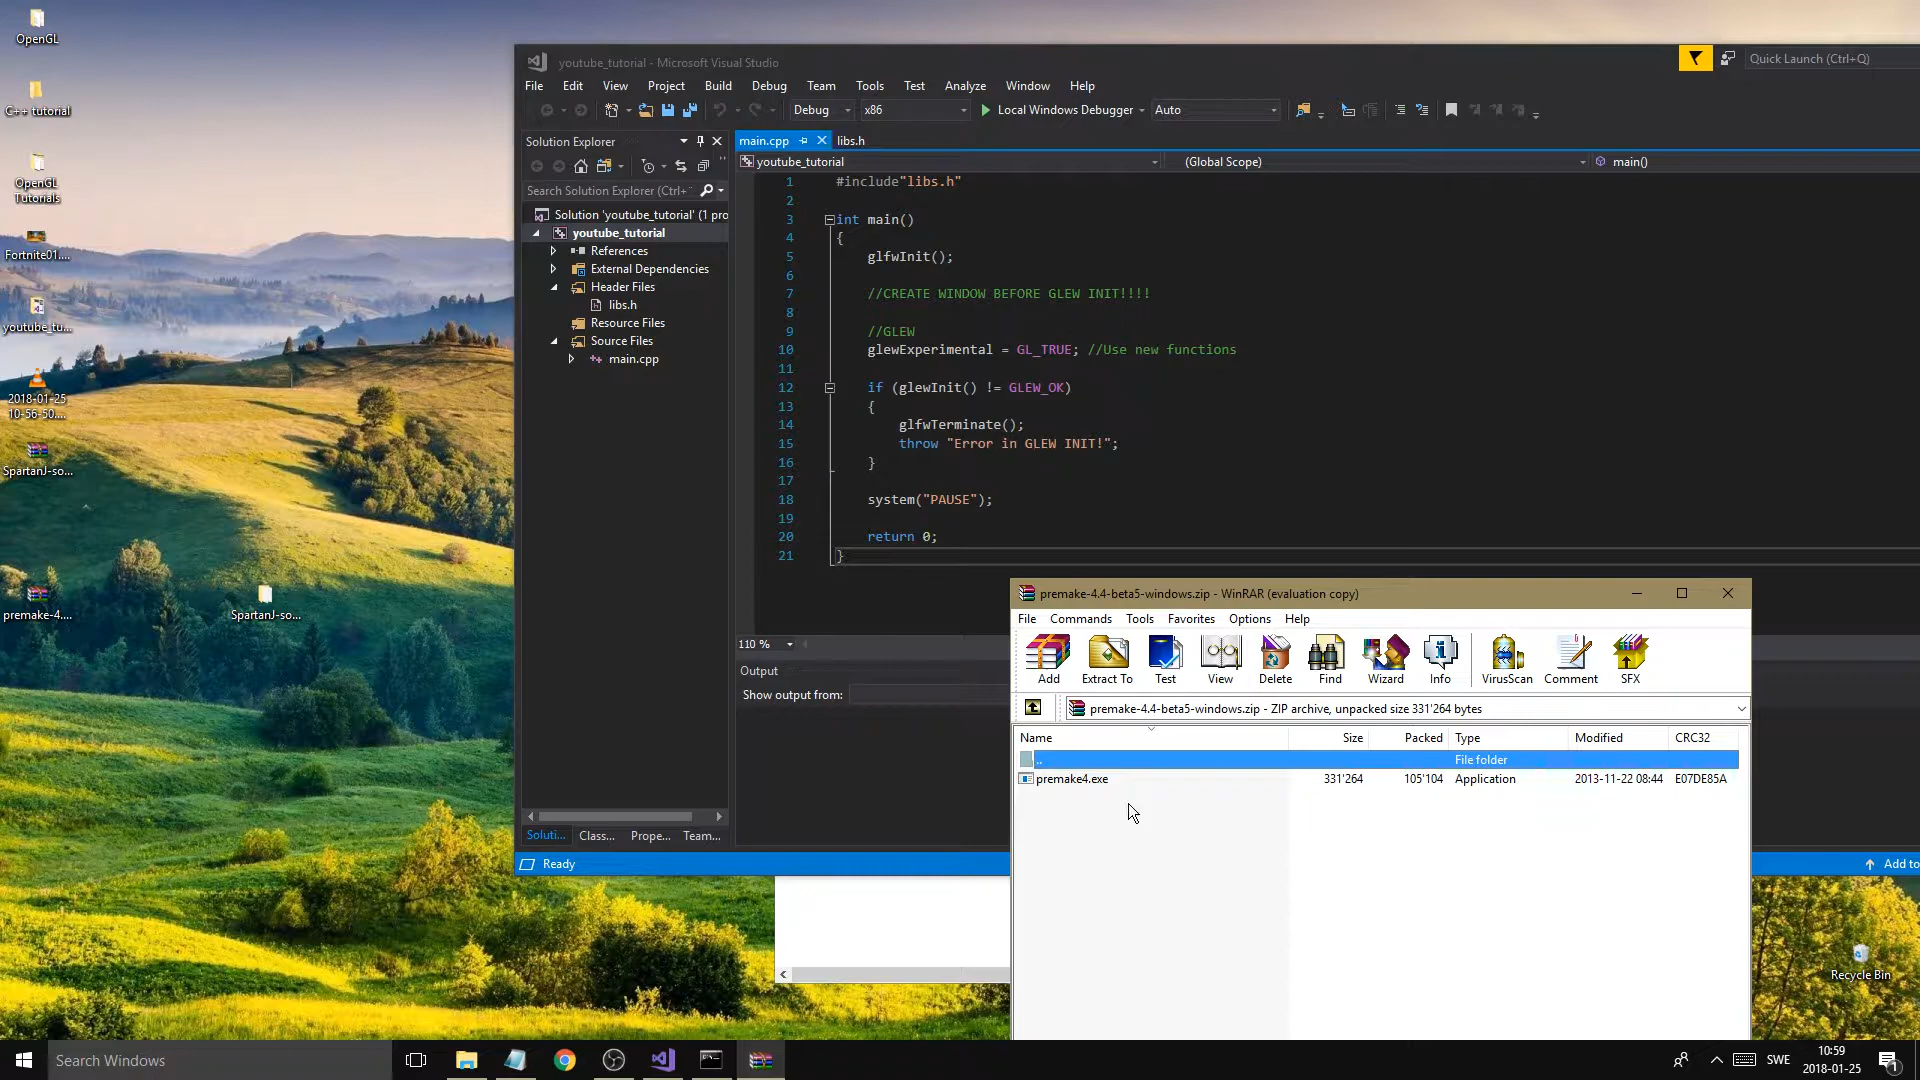 OpenGL
C++ tutorial
OpenGL
Tutorials
Fortnite01....
youtube_tu...
2018-01-25
10-56-50....
SpartanJ-so...
premake-4....
SpartanJ-so...
Recycle Bin
youtube_tutorial - Microsoft Visual Studio
Quick Launch (Ctrl+Q)
File Edit View Project Build Debug Team Tools Test Analyze Window Help
Debug x86 Local Windows Debugger Auto
Solution Explorer
Search Solution Explorer (Ctrl+
Solution 'youtube_tutorial' (1 pro
youtube_tutorial
References
External Dependencies
Header Files
libs.h
Resource Files
Source Files
main.cpp
Soluti... Class... Prope... Team...
main.cpp libs.h
youtube_tutorial (Global Scope) main()
1 #include"libs.h"
2
3 int main()
4 {
5 glfwInit();
6
7 //CREATE WINDOW BEFORE GLEW INIT!!!!
8
9 //GLEW
10 glewExperimental = GL_TRUE; //Use new functions
11
12 if (glewInit() != GLEW_OK)
13 {
14 glfwTerminate();
15 throw "Error in GLEW INIT!";
16 }
17
18 system("PAUSE");
19
20 return 0;
21 }
110 %
Output
Show output from:
Ready
Add to
premake-4.4-beta5-windows.zip - WinRAR (evaluation copy)
File Commands Tools Favorites Options Help
Add Extract To Test View Delete Find Wizard Info VirusScan Comment SFX
premake-4.4-beta5-windows.zip - ZIP archive, unpacked size 331'264 bytes
Name Size Packed Type Modified CRC32
.. File folder
premake4.exe 331'264 105'104 Application 2013-11-22 08:44 E07DE85A
Search Windows
SWE
10:59
2018-01-25
1